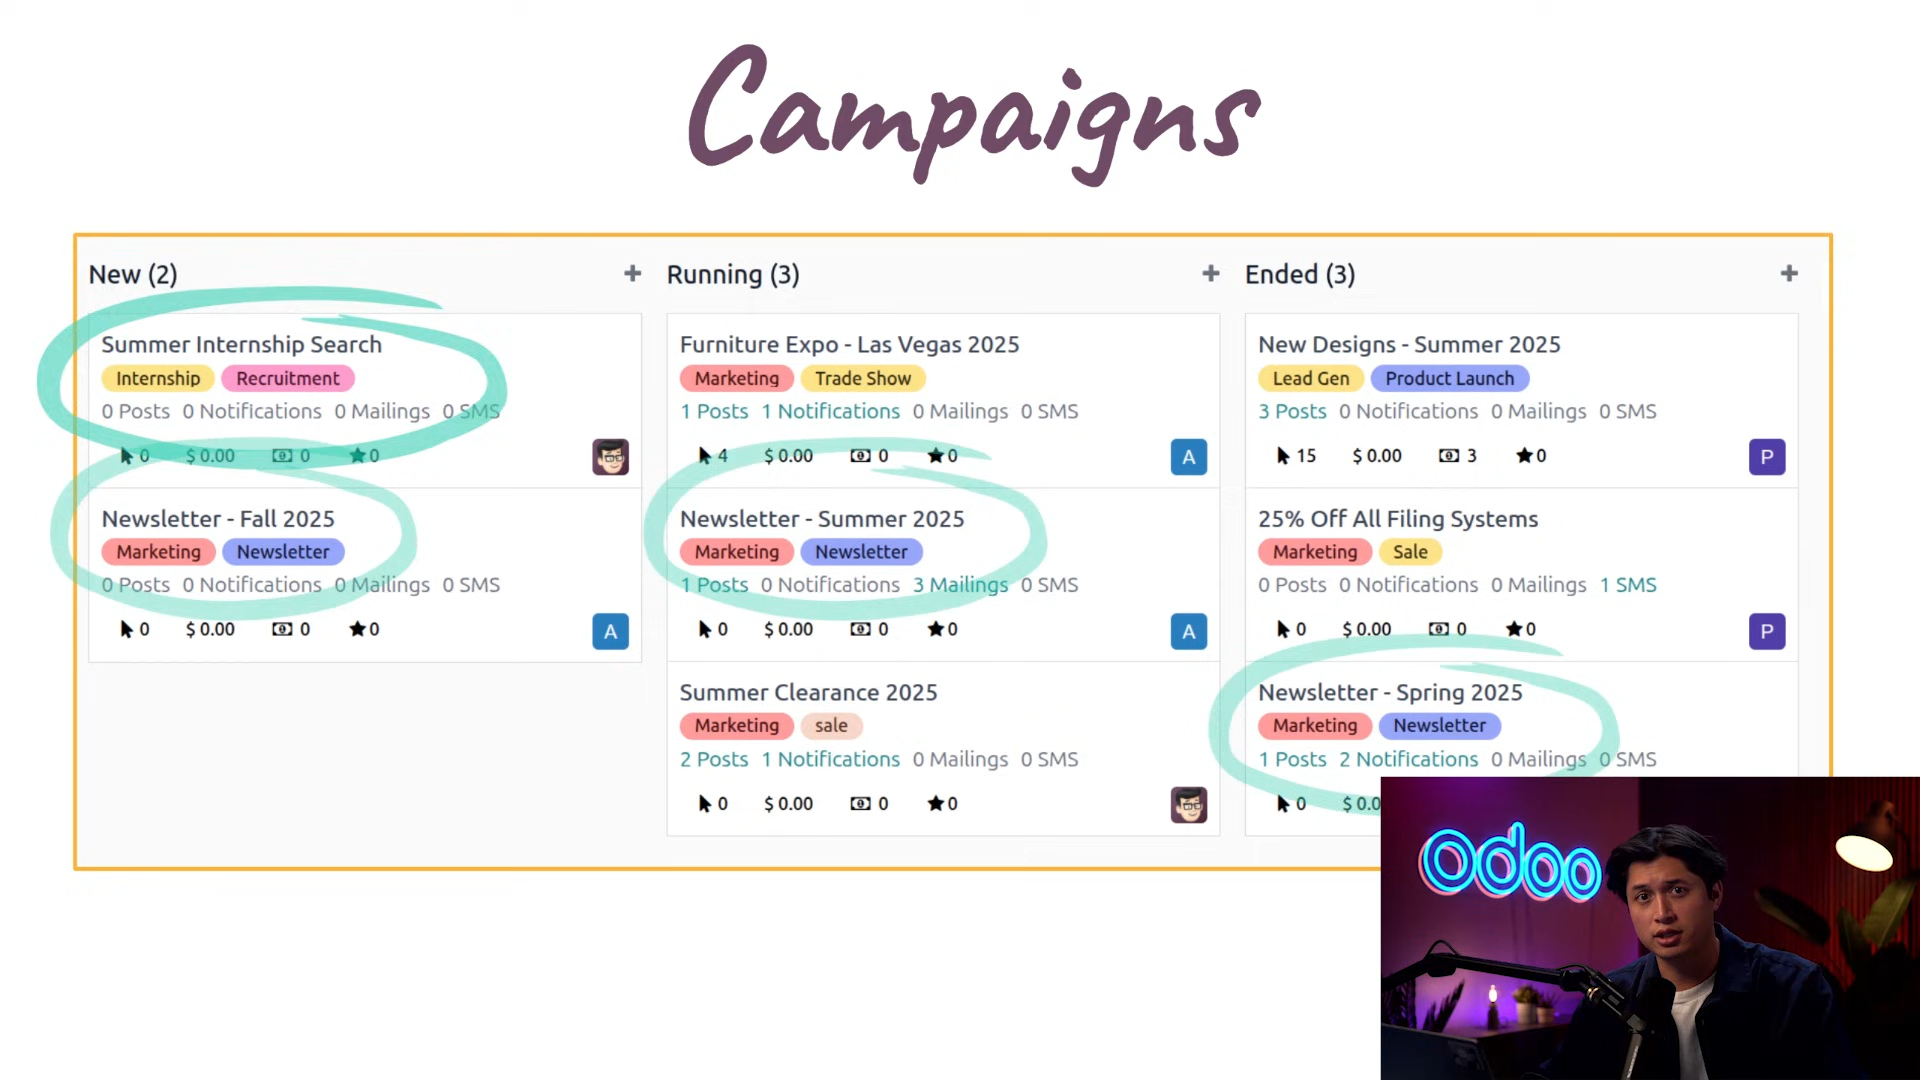 Campaigns
New (2)
Summer Internship Search
Internship Recruitment
0 Posts 0 Notifications 0 Mailings 0 SMS
0 $ 0.00 0 0
Newsletter - Fall 2025
Marketing Newsletter
0 Posts 0 Notifications 0 Mailings 0 SMS
0 $ 0.00 0 0
A
Running (3)
Furniture Expo - Las Vegas 2025
Marketing Trade Show
1 Posts 1 Notifications 0 Mailings 0 SMS
4 $ 0.00 0 0
A
Newsletter - Summer 2025
Marketing Newsletter
1 Posts 0 Notifications 3 Mailings 0 SMS
0 $ 0.00 0 0
A
Summer Clearance 2025
Marketing sale
2 Posts 1 Notifications 0 Mailings 0 SMS
0 $ 0.00 0 0
Ended (3)
New Designs - Summer 2025
Lead Gen Product Launch
3 Posts 0 Notifications 0 Mailings 0 SMS
15 $ 0.00 3 0
P
25% Off All Filing Systems
Marketing Sale
0 Posts 0 Notifications 0 Mailings 1 SMS
0 $ 0.00 0 0
P
Newsletter - Spring 2025
Marketing Newsletter
1 Posts 2 Notifications 0 Mailings 0 SMS
0 $ 0.0
odoo